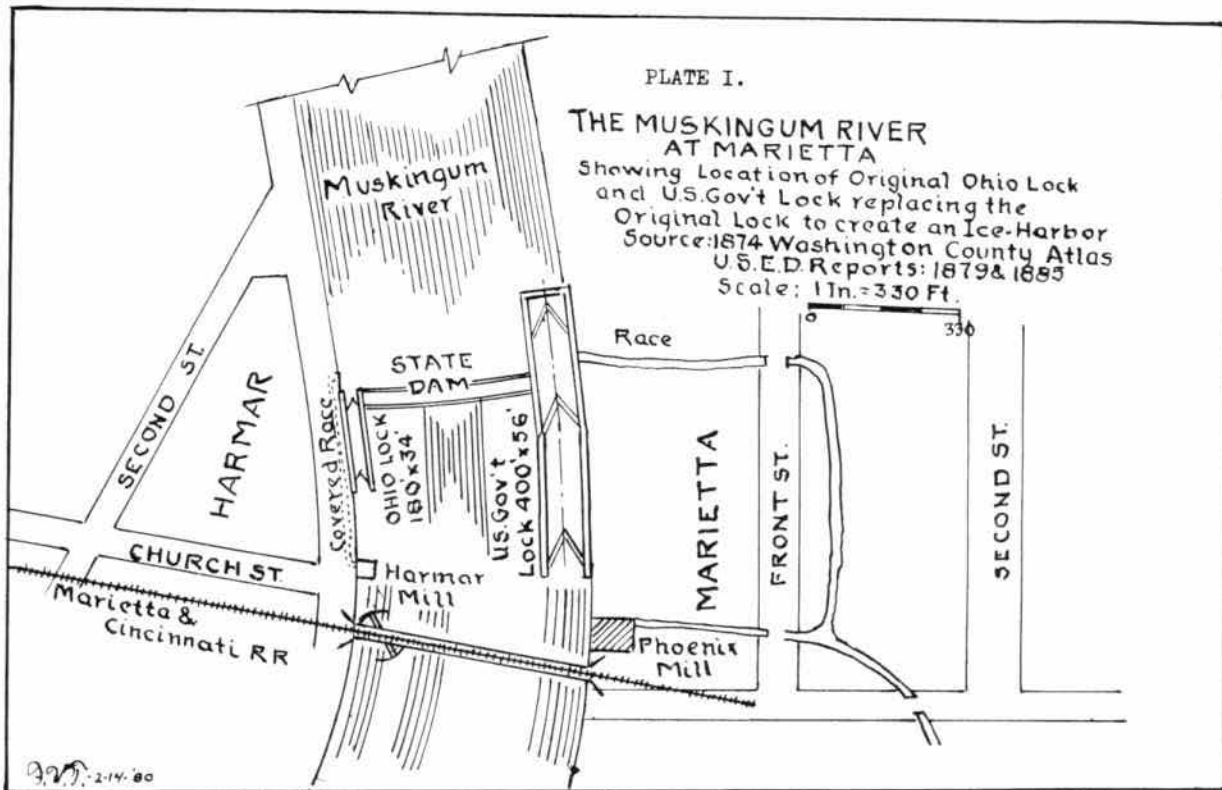 PLATE I.
THE MUSKINGUM RIVER
AT MARIETTA
Showing Location of Original Ohio Lock
and U.S. Gov't Lock replacing the
Original Lock to create an Ice-Harbor
Source: 1874 Washington County Atlas
U.S.E.D. Reports: 1879 & 1885
Scale: 1 In. = 330 Ft.
0
330
Muskingum
River
Race
STATE
DAM
SECOND ST.
HARMAR
Covered Race
OHIO LOCK
180' x 34'
U.S. Gov't
Lock 400' x 56'
MARIETTA
FRONT ST.
SECOND ST.
CHURCH ST.
Harmar
Mill
Marietta &
Cincinnati RR
Phoenix
Mill
2-14-'80